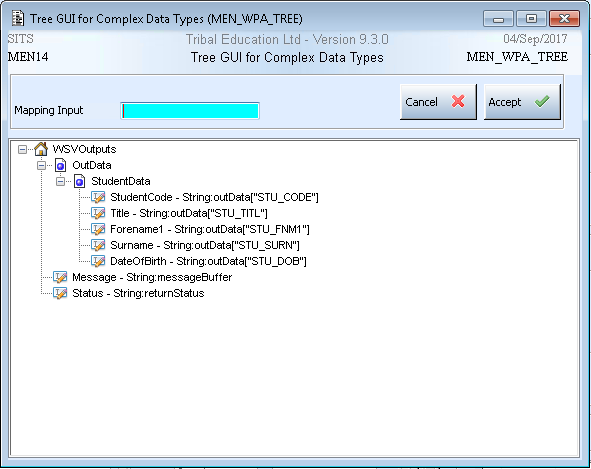 Tree GUI for Complex Data Types (MEN_WPA_TREE)
SITS Tribal Education Ltd - Version 9.3.0 04/Sep/2017
MEN14 Tree GUI for Complex Data Types MEN_WPA_TREE
Mapping Input Cancel Accept
WSVOutputs
OutData
StudentData
StudentCode - String:outData["STU_CODE"]
Title - String:outData["STU_TITL"]
Forename1 - String:outData["STU_FNM1"]
Surname - String:outData["STU_SURN"]
DateOfBirth - String:outData["STU_DOB"]
Message - String:messageBuffer
Status - String:returnStatus